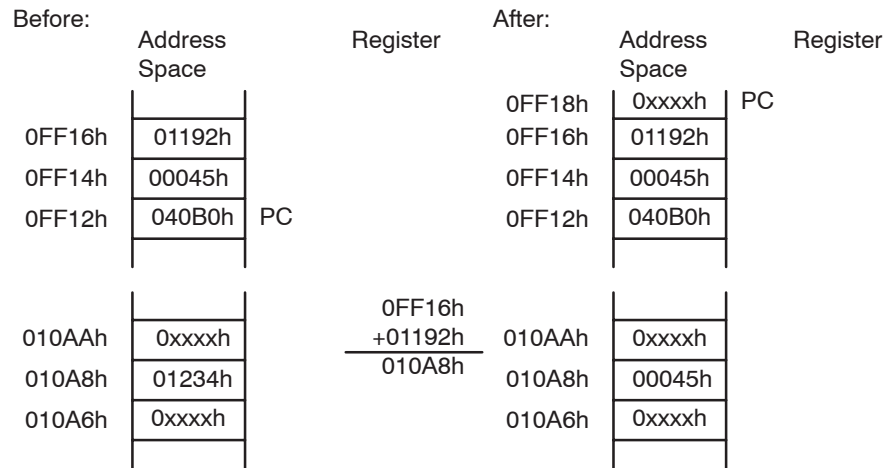 Before:
Address Space
Register
0FF16h 01192h
0FF14h 00045h
0FF12h 040B0h PC
010AAh 0xxxxh
010A8h 01234h
010A6h 0xxxxh
0FF16h
+01192h
010A8h
After:
Address Space
Register
0FF18h 0xxxxh PC
0FF16h 01192h
0FF14h 00045h
0FF12h 040B0h
010AAh 0xxxxh
010A8h 00045h
010A6h 0xxxxh